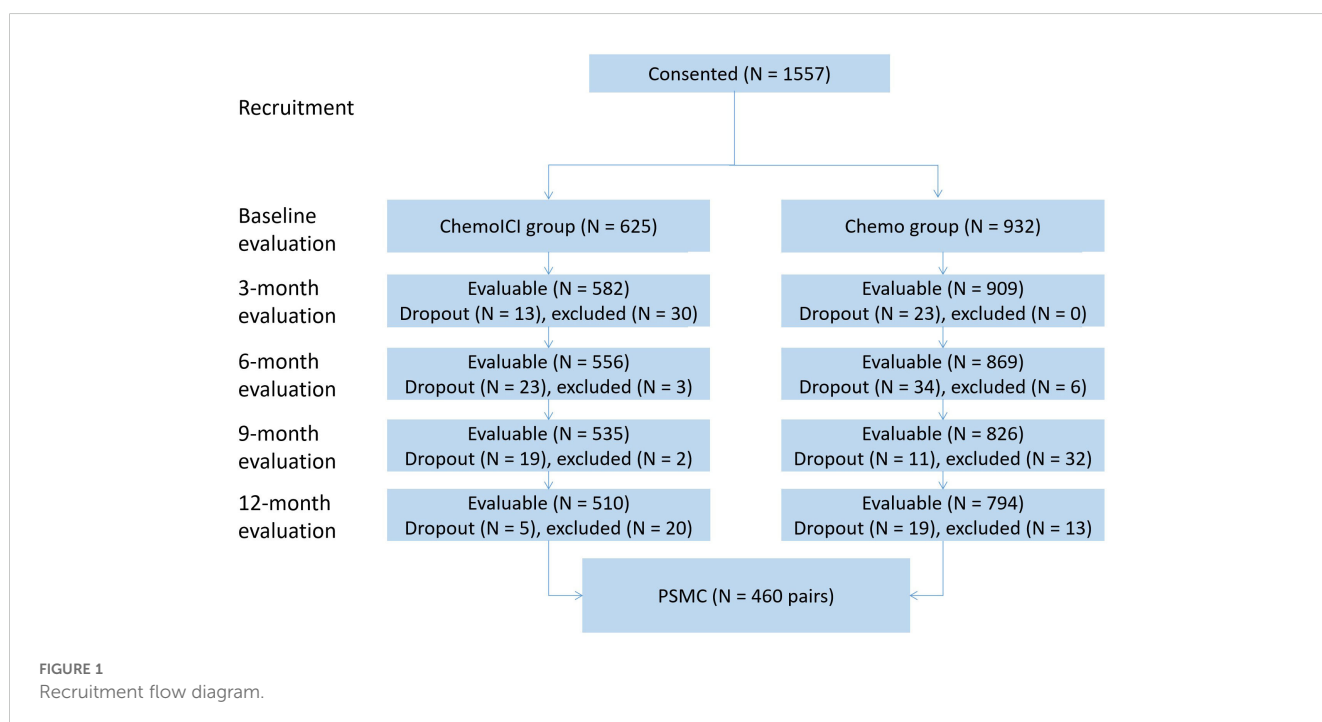 Consented (N = 1557)
Recruitment
Baseline
evaluation
ChemoICI group (N = 625)
Chemo group (N = 932)
3-month
evaluation
Evaluable (N = 582)
Dropout (N = 13), excluded (N = 30)
Evaluable (N = 909)
Dropout (N = 23), excluded (N = 0)
6-month
evaluation
Evaluable (N = 556)
Dropout (N = 23), excluded (N = 3)
Evaluable (N = 869)
Dropout (N = 34), excluded (N = 6)
9-month
evaluation
Evaluable (N = 535)
Dropout (N = 19), excluded (N = 2)
Evaluable (N = 826)
Dropout (N = 11), excluded (N = 32)
12-month
evaluation
Evaluable (N = 510)
Dropout (N = 5), excluded (N = 20)
Evaluable (N = 794)
Dropout (N = 19), excluded (N = 13)
PSMC (N = 460 pairs)
FIGURE 1
Recruitment flow diagram.